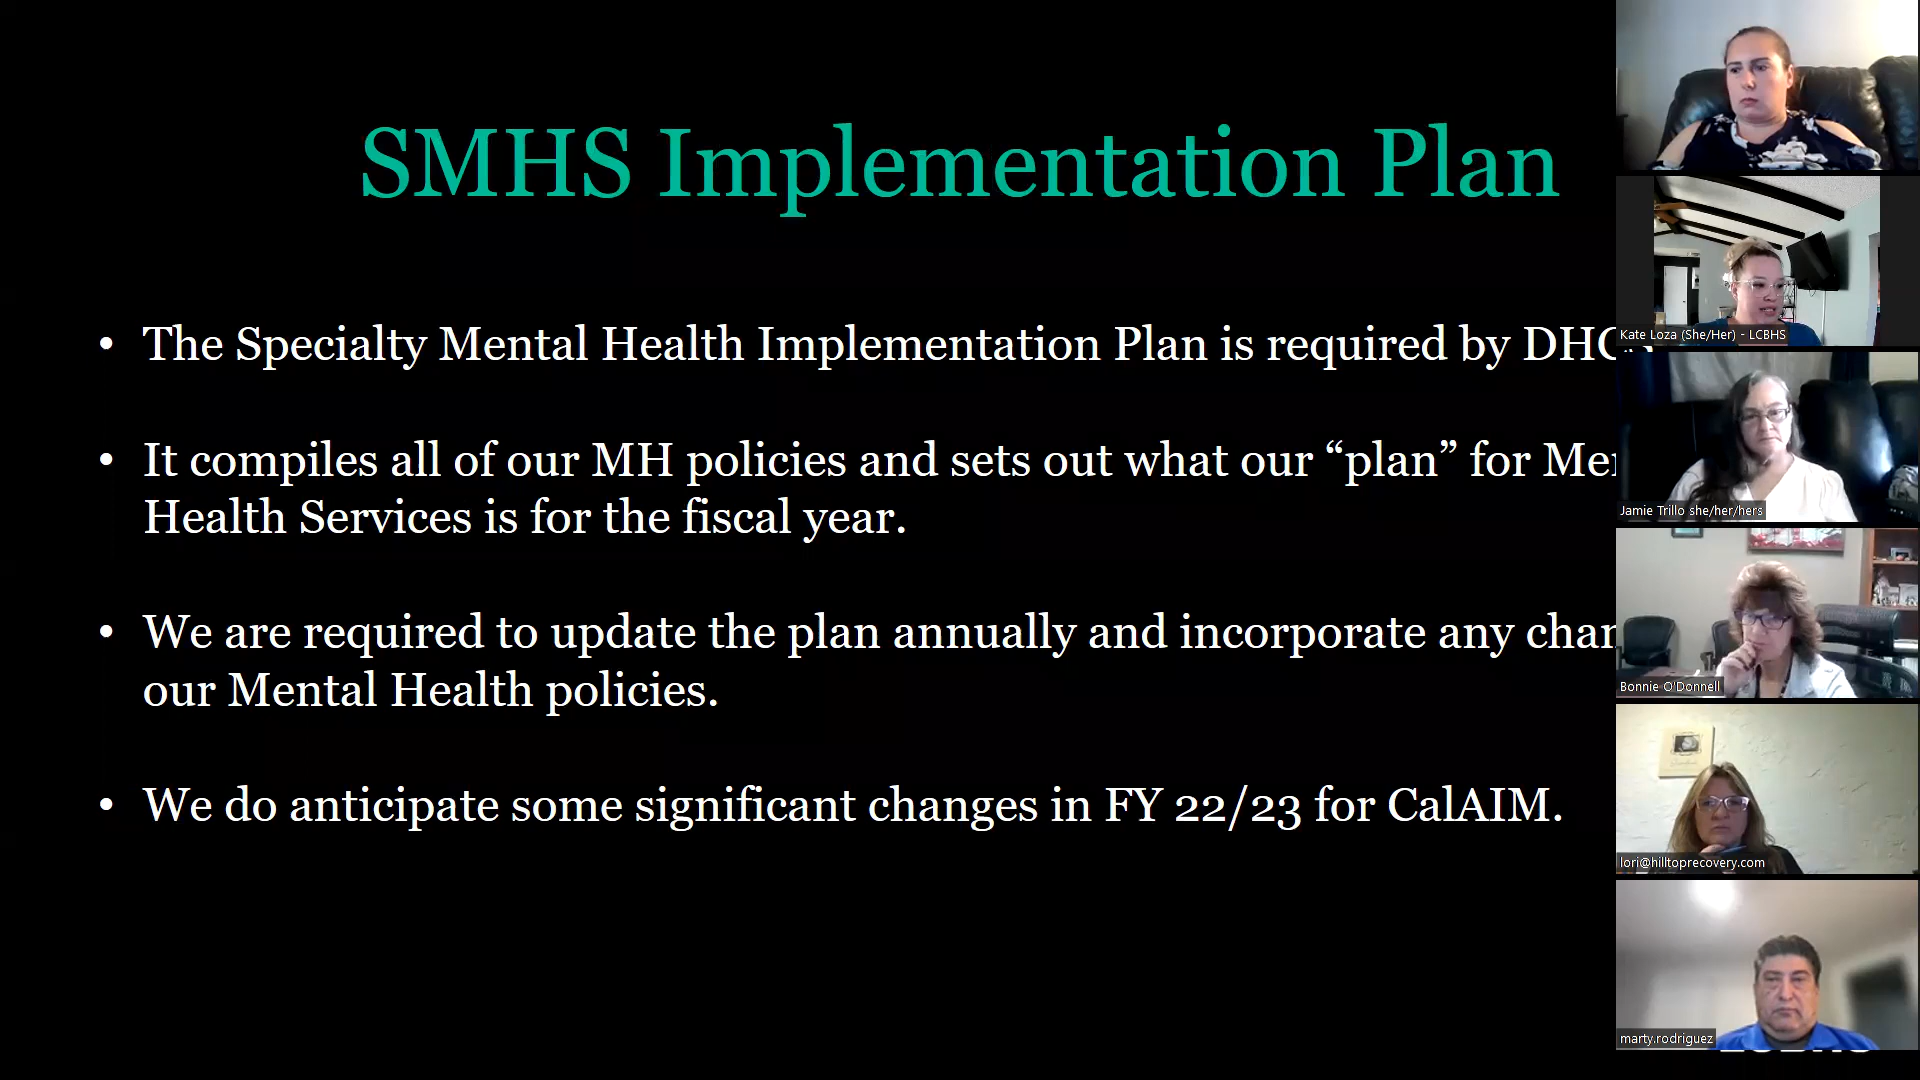 SMHS Implementation Plan
• The Specialty Mental Health Implementation Plan is required by
• It compiles all of our MH policies and sets out what our “plan” for
Health Services is for the fiscal year.
• We are required to update the plan annually and incorporate any
our Mental Health policies.
• We do anticipate some significant changes in FY 22/23 for CalAIM.
Kate Loza (She/Her) - LCBHS
Jamie Trillo she/her/hers
Bonnie O'Donnell
lori@hilltoprecovery.com
marty.rodriguez